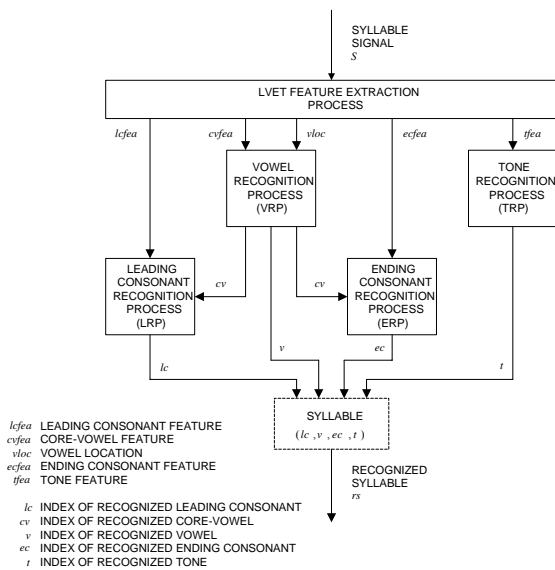 SYLLABLE
SIGNAL
S
LVET FEATURE EXTRACTION
PROCESS
lcfea cvfea vloc ecfea tfea
VOWEL
RECOGNITION
PROCESS
(VRP)
TONE
RECOGNITION
PROCESS
(TRP)
LEADING
CONSONANT
RECOGNITION
PROCESS
(LRP)
cv cv
ENDING
CONSONANT
RECOGNITION
PROCESS
(ERP)
lc v ec t
SYLLABLE
(lc ,v ,ec ,t )
RECOGNIZED
SYLLABLE
rs
lcfea LEADING CONSONANT FEATURE
cvfea CORE-VOWEL FEATURE
vloc VOWEL LOCATION
ecfea ENDING CONSONANT FEATURE
tfea TONE FEATURE
lc INDEX OF RECOGNIZED LEADING CONSONANT
cv INDEX OF RECOGNIZED CORE-VOWEL
v INDEX OF RECOGNIZED VOWEL
ec INDEX OF RECOGNIZED ENDING CONSONANT
t INDEX OF RECOGNIZED TONE